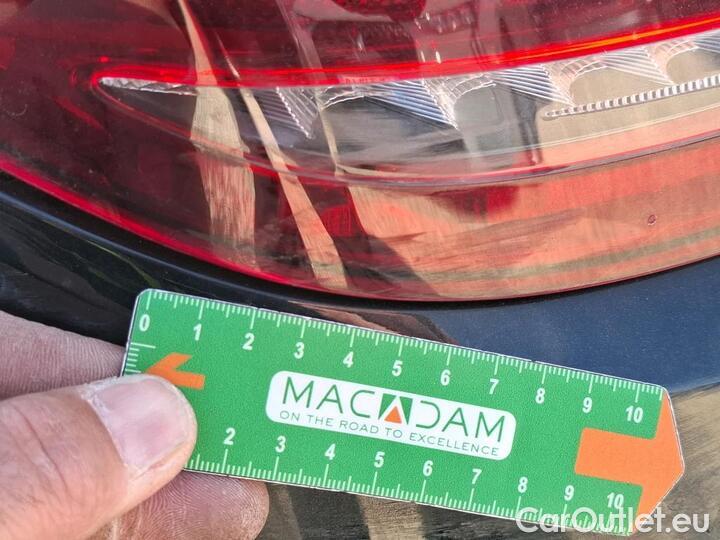 0 1 2 3 4 5 6 7 8 9 10
MACADAM
ON THE ROAD TO EXCELLENCE
2 3 4 5 6 7 8 9 10
CarOutlet.eu